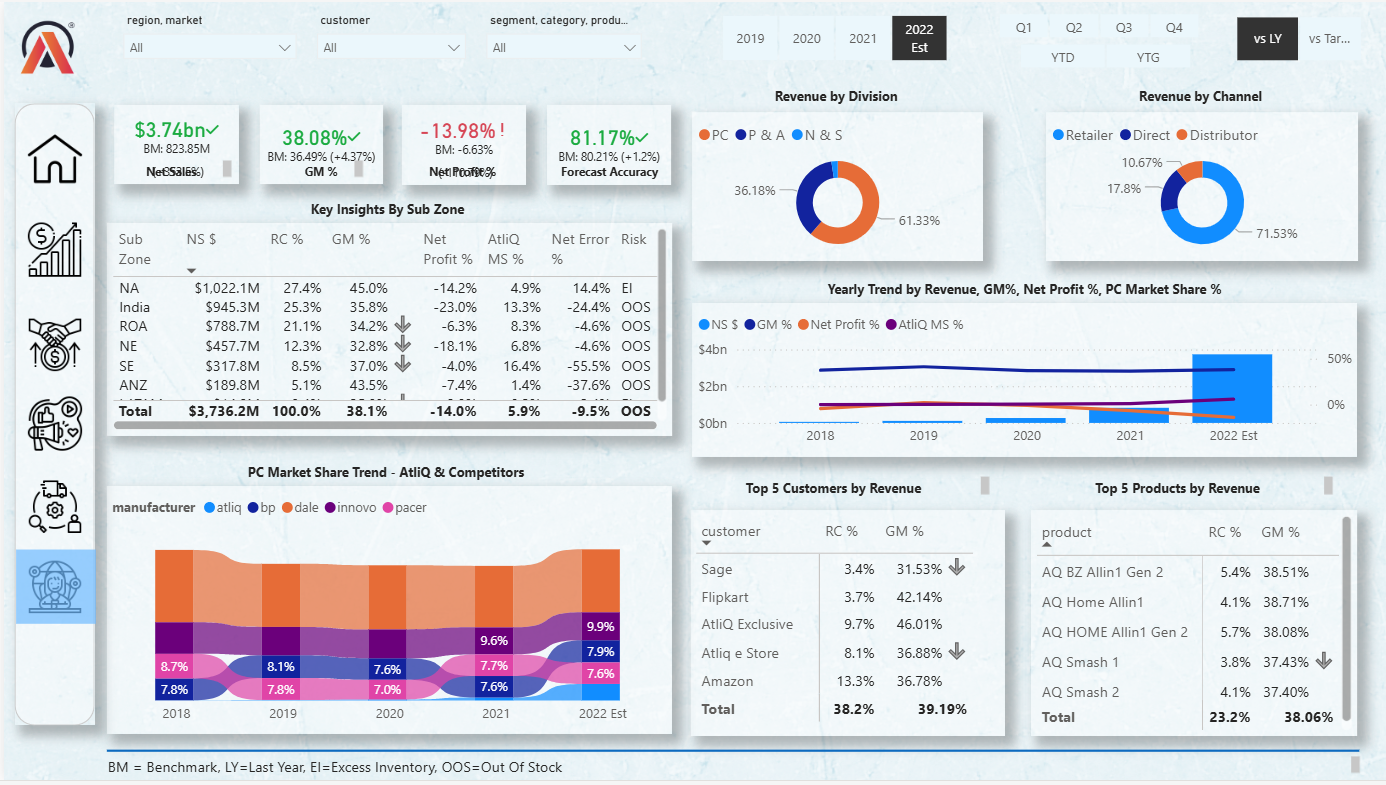 region, market
customer
segment, category, produ...
All
All
All
2019
2020
2021
2022 Est
Q1
Q2
Q3
Q4
YTD
YTG
vs LY
vs Tar...
$3.74bn
BM: 823.85M
Net Sales
38.08%
BM: 36.49% (+4.37%)
GM %
-13.98% !
BM: -6.63%
Net Profit %
81.17%
BM: 80.21% (+1.2%)
Forecast Accuracy
Revenue by Division
PC P & A N & S
36.18%
61.33%
Revenue by Channel
Retailer Direct Distributor
10.67%
17.8%
71.53%
Key Insights By Sub Zone
Sub Zone NS $ RC % GM % Net Profit % AtliQ MS % Net Error % Risk
NA $1,022.1M 27.4% 45.0% -14.2% 4.9% 14.4% EI
India $945.3M 25.3% 35.8% -23.0% 13.3% -24.4% OOS
ROA $788.7M 21.1% 34.2% -6.3% 8.3% -4.6% OOS
NE $457.7M 12.3% 32.8% -18.1% 6.8% -4.6% OOS
SE $317.8M 8.5% 37.0% -4.0% 16.4% -55.5% OOS
ANZ $189.8M 5.1% 43.5% -7.4% 1.4% -37.6% OOS
Total $3,736.2M 100.0% 38.1% -14.0% 5.9% -9.5% OOS
Yearly Trend by Revenue, GM%, Net Profit %, PC Market Share %
NS $ GM % Net Profit % AtliQ MS %
$4bn
$2bn
$0bn
50%
0%
2018 2019 2020 2021 2022 Est
PC Market Share Trend - AtliQ & Competitors
manufacturer atliq bp dale innovo pacer
8.7%
7.8%
8.1%
7.8%
7.6%
7.0%
9.6%
7.7%
7.6%
9.9%
7.9%
7.6%
2018 2019 2020 2021 2022 Est
Top 5 Customers by Revenue
customer RC % GM %
Sage 3.4% 31.53%
Flipkart 3.7% 42.14%
AtliQ Exclusive 9.7% 46.01%
Atliq e Store 8.1% 36.88%
Amazon 13.3% 36.78%
Total 38.2% 39.19%
Top 5 Products by Revenue
product RC % GM %
AQ BZ Allin1 Gen 2 5.4% 38.51%
AQ Home Allin1 4.1% 38.71%
AQ HOME Allin1 Gen 2 5.7% 38.08%
AQ Smash 1 3.8% 37.43%
AQ Smash 2 4.1% 37.40%
Total 23.2% 38.06%
BM = Benchmark, LY=Last Year, EI=Excess Inventory, OOS=Out Of Stock